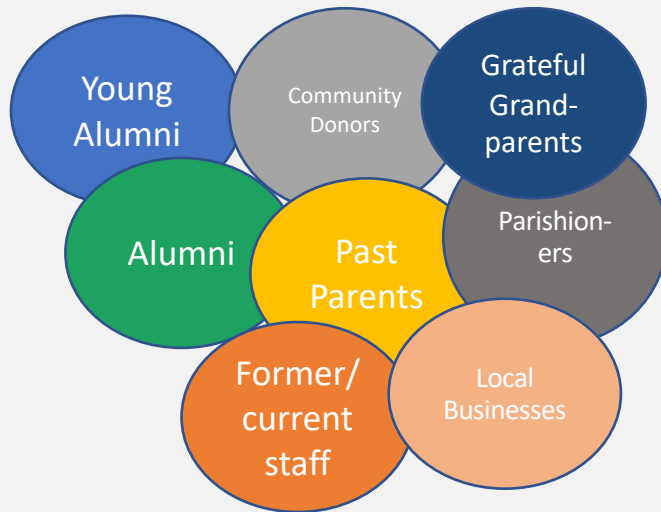 Young
Alumni
Community
Donors
Grateful
Grand-
parents
Alumni
Past
Parents
Parishion-
ers
Former/
current
staff
Local
Businesses